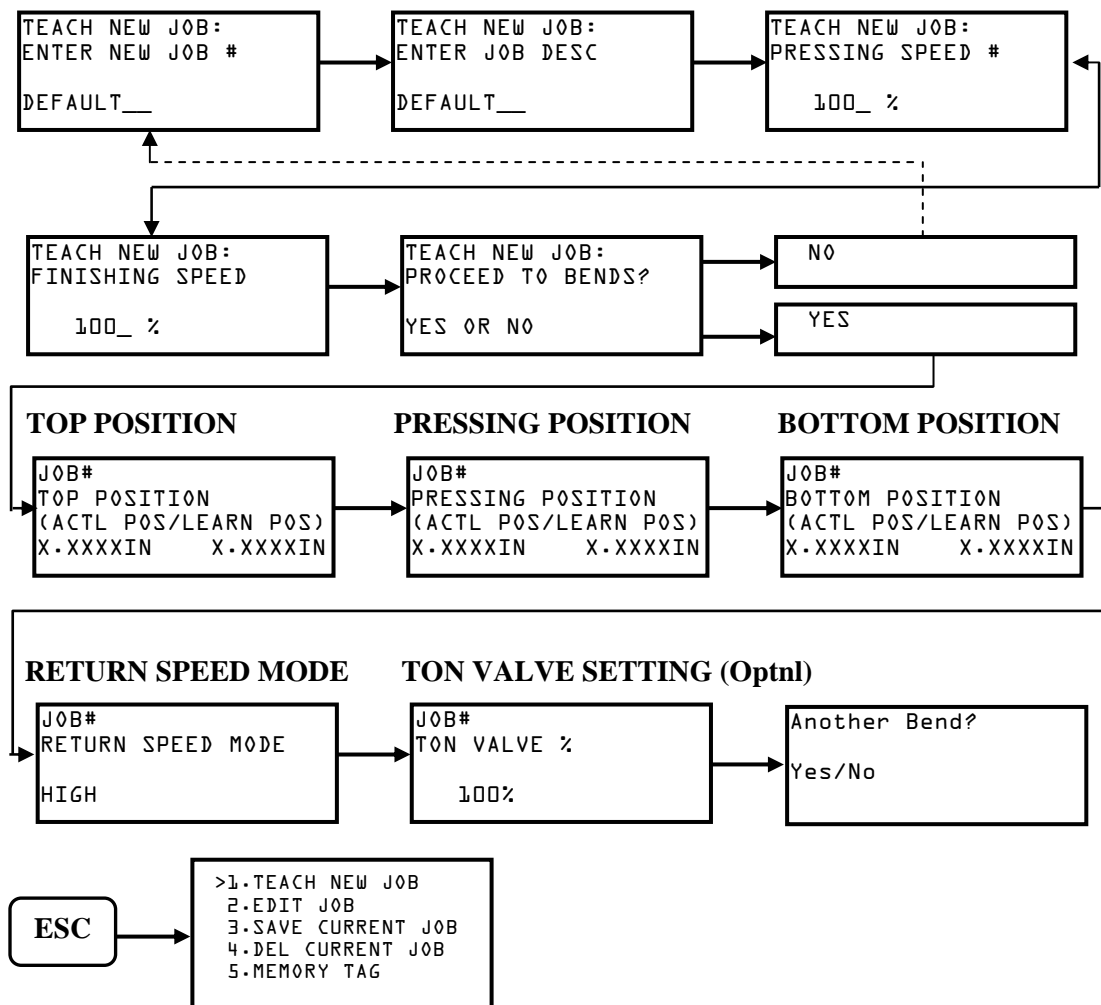 TEACH NEW JOB:
ENTER NEW JOB #
DEFAULT__
TEACH NEW JOB:
ENTER JOB DESC
DEFAULT__
TEACH NEW JOB:
PRESSING SPEED #
100_ %
TEACH NEW JOB:
FINISHING SPEED
100_ %
TEACH NEW JOB:
PROCEED TO BENDS?
YES OR NO
NO
YES
TOP POSITION
JOB#
TOP POSITION
(ACTL POS/LEARN POS)
X.XXXXIN X.XXXXIN
PRESSING POSITION
JOB#
PRESSING POSITION
(ACTL POS/LEARN POS)
X.XXXXIN X.XXXXIN
BOTTOM POSITION
JOB#
BOTTOM POSITION
(ACTL POS/LEARN POS)
X.XXXXIN X.XXXXIN
RETURN SPEED MODE
JOB#
RETURN SPEED MODE
HIGH
TON VALVE SETTING (Optnl)
JOB#
TON VALVE %
100%
Another Bend?
Yes/No
ESC
>1.TEACH NEW JOB
2.EDIT JOB
3.SAVE CURRENT JOB
4.DEL CURRENT JOB
5.MEMORY TAG